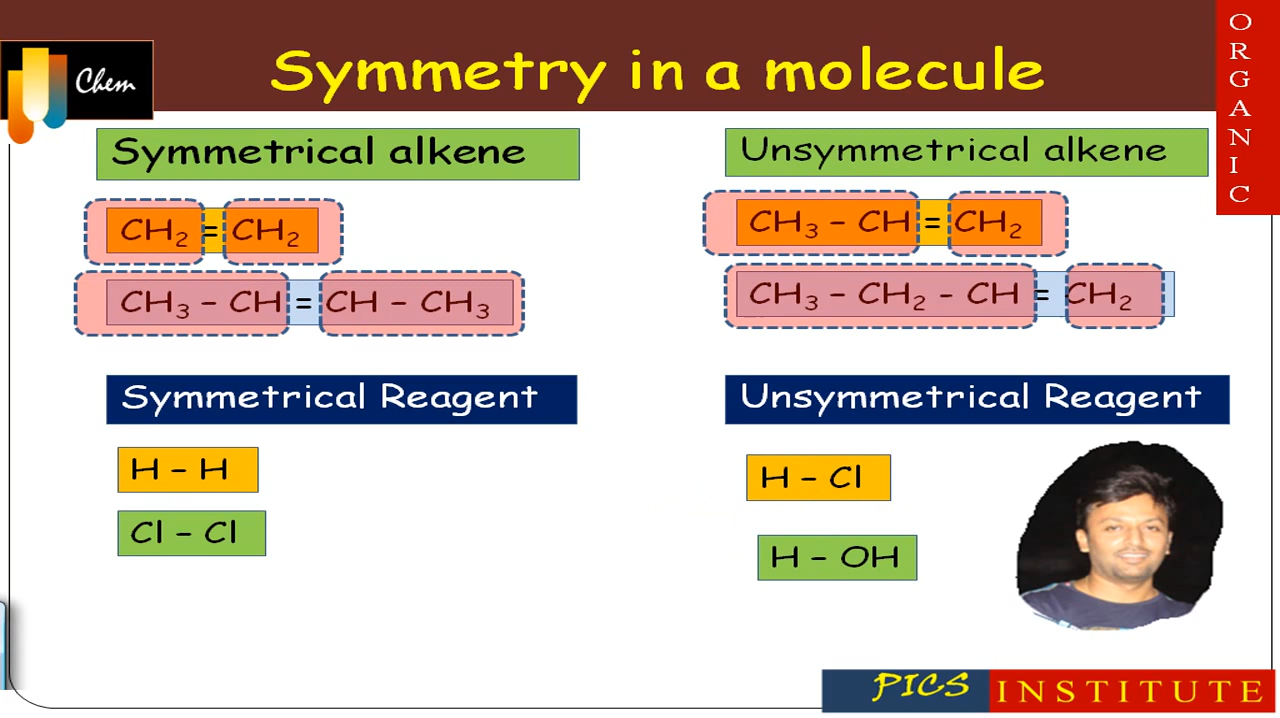 Symmetry in a molecule
Chem
ORGANIC
Symmetrical alkene
CH₂ = CH₂
CH₃ – CH = CH – CH₃
Unsymmetrical alkene
CH₃ – CH = CH₂
CH₃ – CH₂ - CH = CH₂
Symmetrical Reagent
H – H
Cl – Cl
Unsymmetrical Reagent
H – Cl
H – OH
PICS INSTITUTE